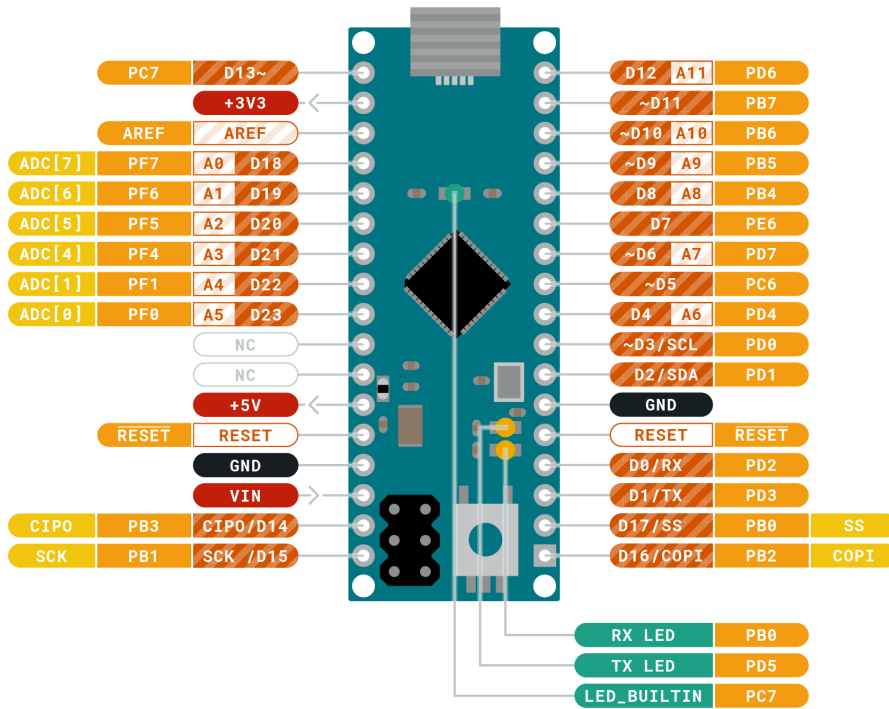 PC7 D13~
+3V3
AREF AREF
ADC[7] PF7 A0 D18
ADC[6] PF6 A1 D19
ADC[5] PF5 A2 D20
ADC[4] PF4 A3 D21
ADC[1] PF1 A4 D22
ADC[0] PF0 A5 D23
NC
NC
+5V
RESET RESET
GND
VIN
CIPO PB3 CIPO/D14
SCK PB1 SCK /D15
D12 A11 PD6
~D11 PB7
~D10 A10 PB6
~D9 A9 PB5
D8 A8 PB4
D7 PE6
~D6 A7 PD7
~D5 PC6
D4 A6 PD4
~D3/SCL PD0
D2/SDA PD1
GND
RESET RESET
D0/RX PD2
D1/TX PD3
D17/SS PB0 SS
D16/COPI PB2 COPI
RX LED PB0
TX LED PD5
LED_BUILTIN PC7